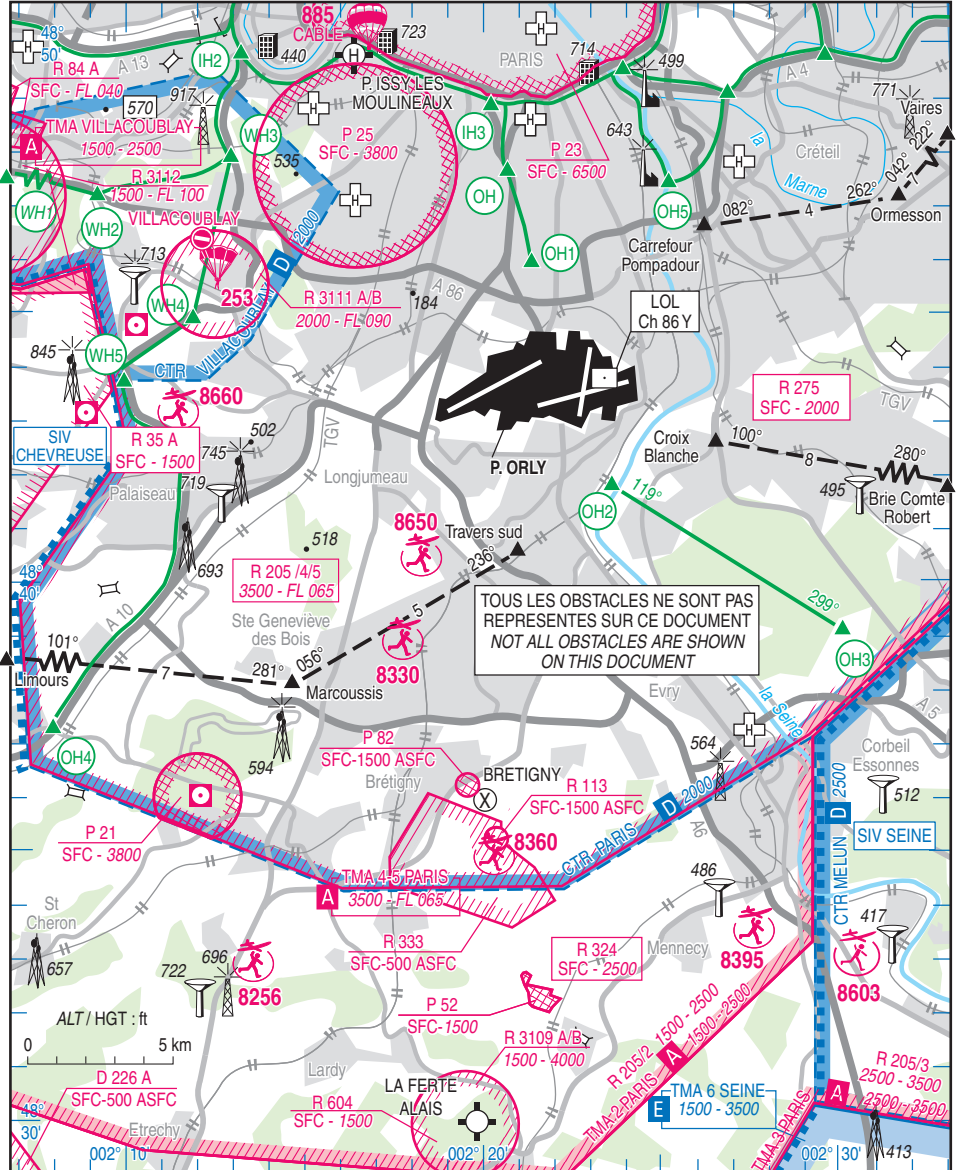 885
CABLE
723
48°
50'
A 13
IH2
440
PARIS
714
499
A 4
R 84 A
SFC - FL 040
570
917
P. ISSY LES
MOULINEAUX
771
Vaires
222°
TMA VILLACOUBLAY
1500 - 2500
A
WH3
535
P 25
SFC - 3800
IH3
P 23
SFC - 6500
643
la
Marne
Créteil
042°
7
R 3112
1500 - FL 100
WH1
WH2
VILLACOUBLAY
2000
D
OH
OH5
082°
4
262°
Ormesson
Carrefour
Pompadour
OH1
713
WH4
253
R 3111 A/B
2000 - FL 090
184
A 86
LOL
Ch 86 Y
845
WH5
CTR VILLACOUBLAY
8660
R 275
SFC - 2000
TGV
SIV
CHEVREUSE
R 35 A
SFC - 1500
502
745
TGV
P. ORLY
Croix
Blanche
100°
8
280°
Brie Comte
Robert
495
Palaiseau
719
Longjumeau
OH2
119°
693
518
8650
Travers sud
236°
48°
40'
R 205 /4/5
3500 - FL 065
A 10
Ste Geneviève
des Bois
5
TOUS LES OBSTACLES NE SONT PAS
REPRESENTES SUR CE DOCUMENT
NOT ALL OBSTACLES ARE SHOWN
ON THIS DOCUMENT
299°
OH3
8330
101°
Limours
7
281°
056°
Marcoussis
Evry
la Seine
A 5
OH4
594
P 82
SFC-1500 ASFC
Brétigny
BRETIGNY
X
564
Corbeil
Essonnes
512
R 113
SFC-1500 ASFC
D
2000
A6
D
2500
P 21
SFC - 3800
8360
CTR PARIS
SIV SEINE
TMA 4-5 PARIS
3500 - FL 065
A
486
CTR MELUN
417
St
Cheron
657
R 333
SFC-500 ASFC
R 324
SFC - 2500
Mennecy
8395
8603
722
696
8256
P 52
SFC-1500
ALT / HGT : ft
0
5 km
R 3109 A/B
1500 - 4000
R 205/2 1500 - 2500
TMA 2 PARIS
A
1500 - 2500
Lardy
D 226 A
SFC-500 ASFC
LA FERTE
ALAIS
R 604
SFC - 1500
E
TMA 6 SEINE
1500 - 3500
R 205/3
2500 - 3500
A
2500 - 3500
TMA 3 PARIS
48°
30'
Etrechy
002° 10'
002° 20'
002° 30'
413